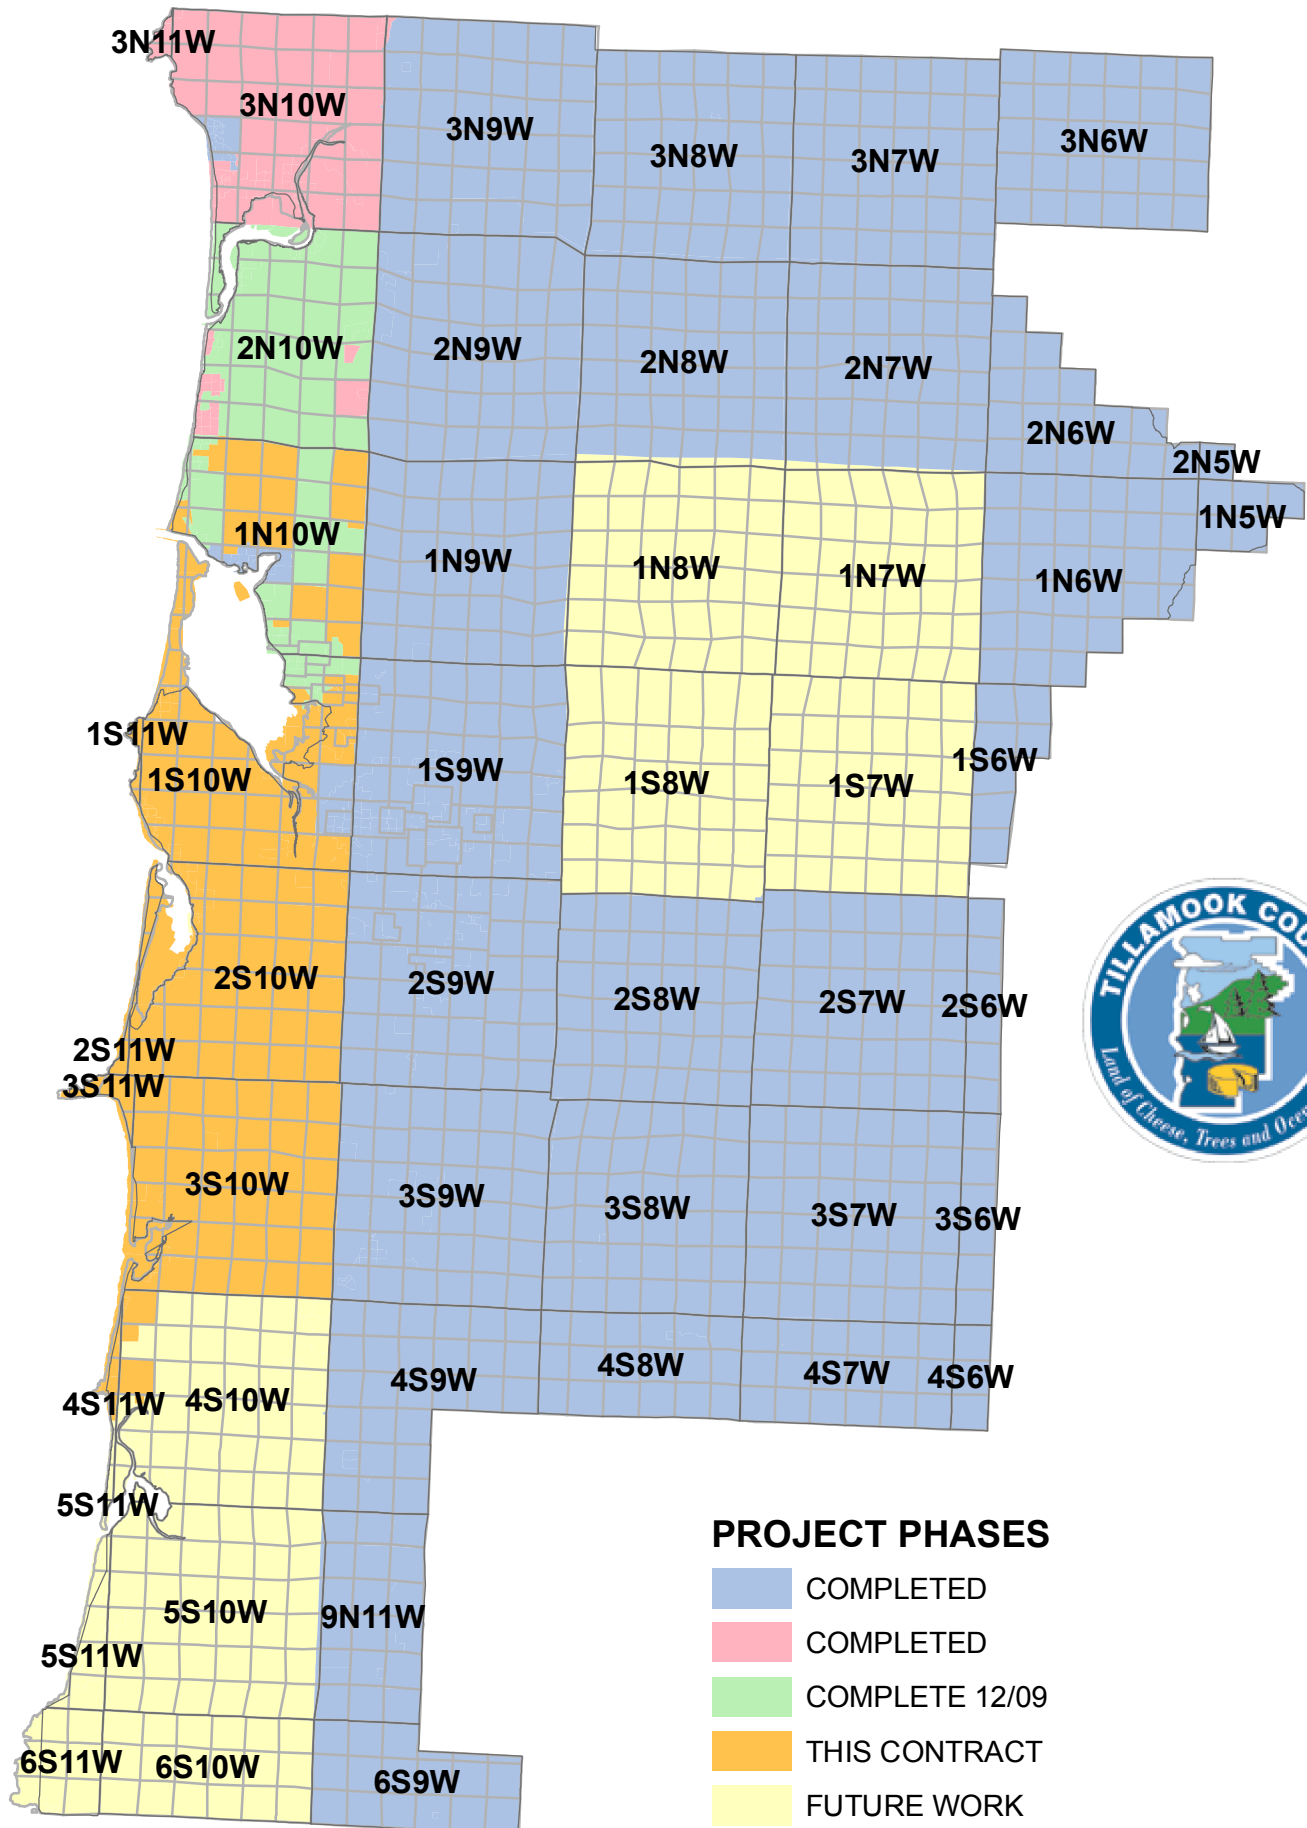 3N11W
3N10W
3N9W
3N8W
3N7W
3N6W
2N10W
2N9W
2N8W
2N7W
2N6W
2N5W
1N10W
1N9W
1N8W
1N7W
1N6W
1N5W
1S11W
1S10W
1S9W
1S8W
1S7W
1S6W
2S10W
2S9W
2S8W
2S7W
2S6W
2S11W
3S11W
3S10W
3S9W
3S8W
3S7W
3S6W
4S11W
4S10W
4S9W
4S8W
4S7W
4S6W
5S11W
5S10W
9N11W
5S11W
6S11W
6S10W
6S9W
TILLAMOOK COU
Land of Cheese, Trees and Oce
PROJECT PHASES
COMPLETED
COMPLETED
COMPLETE 12/09
THIS CONTRACT
FUTURE WORK